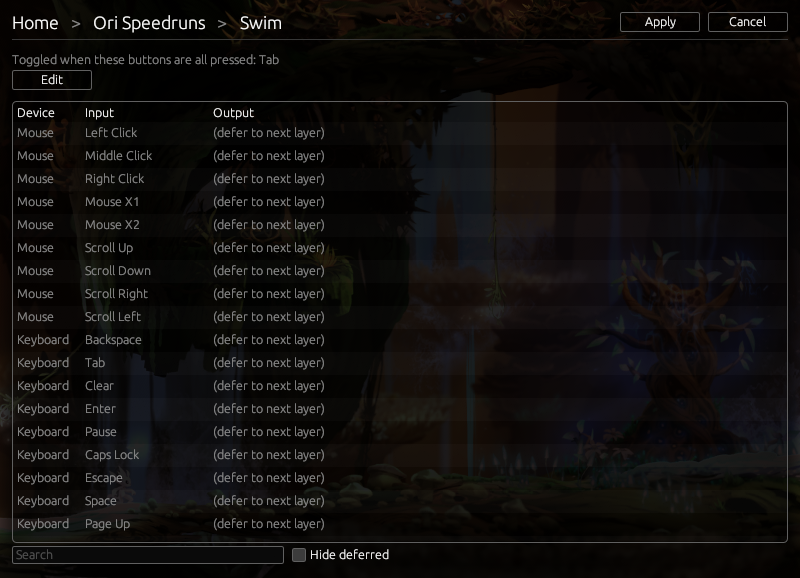 Home > Ori Speedruns > Swim Apply Cancel
Toggled when these buttons are all pressed: Tab
Edit
Device Input Output
Mouse Left Click (defer to next layer)
Mouse Middle Click (defer to next layer)
Mouse Right Click (defer to next layer)
Mouse Mouse X1 (defer to next layer)
Mouse Mouse X2 (defer to next layer)
Mouse Scroll Up (defer to next layer)
Mouse Scroll Down (defer to next layer)
Mouse Scroll Right (defer to next layer)
Mouse Scroll Left (defer to next layer)
Keyboard Backspace (defer to next layer)
Keyboard Tab (defer to next layer)
Keyboard Clear (defer to next layer)
Keyboard Enter (defer to next layer)
Keyboard Pause (defer to next layer)
Keyboard Caps Lock (defer to next layer)
Keyboard Escape (defer to next layer)
Keyboard Space (defer to next layer)
Keyboard Page Up (defer to next layer)
Search Hide deferred